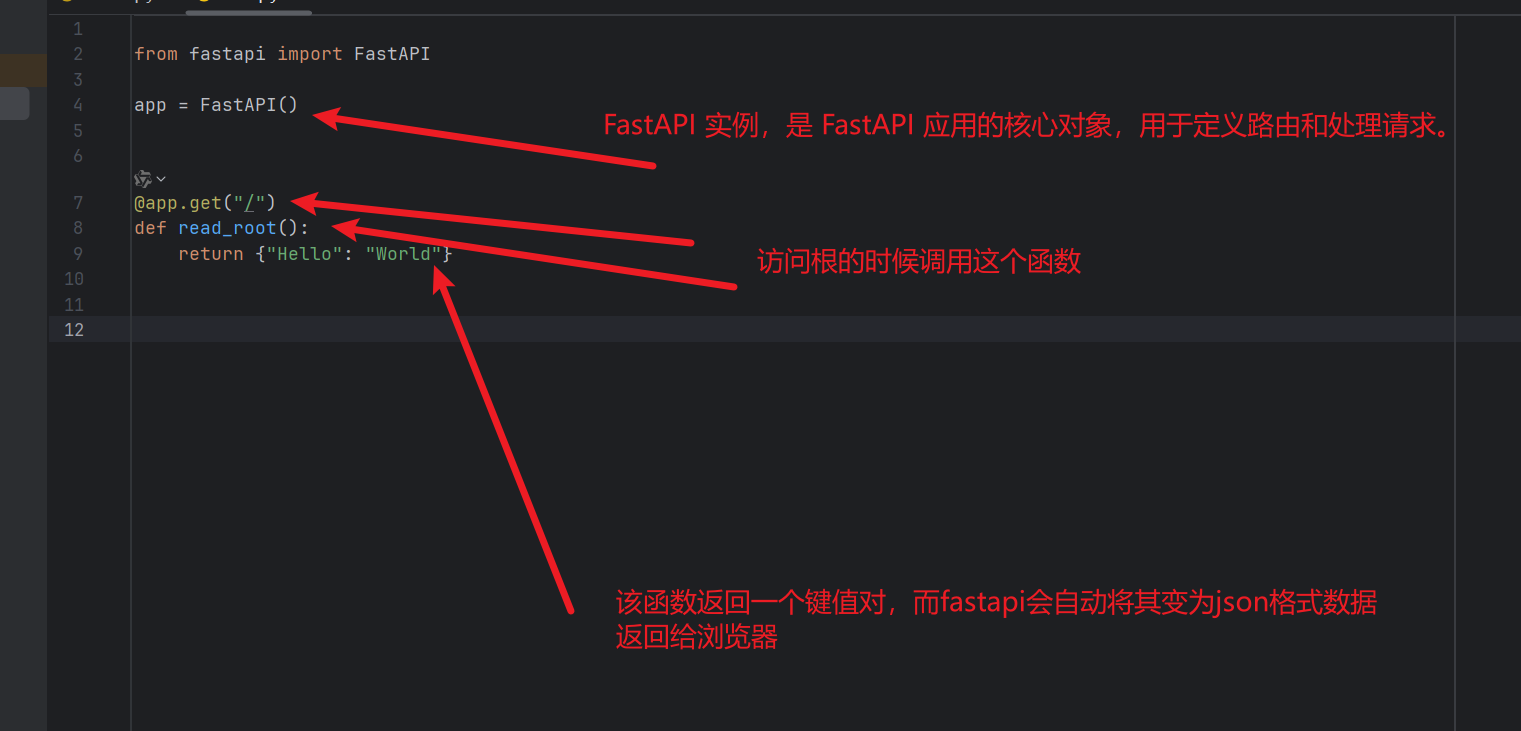 1
2 from fastapi import FastAPI
3
4 app = FastAPI()
FastAPI 实例，是 FastAPI 应用的核心对象，用于定义路由和处理请求。
5
6
7 @app.get("/")
8 def read_root():
9 return {"Hello": "World"}
访问根的时候调用这个函数
10
11
12
该函数返回一个键值对，而fastapi会自动将其变为json格式数据
返回给浏览器